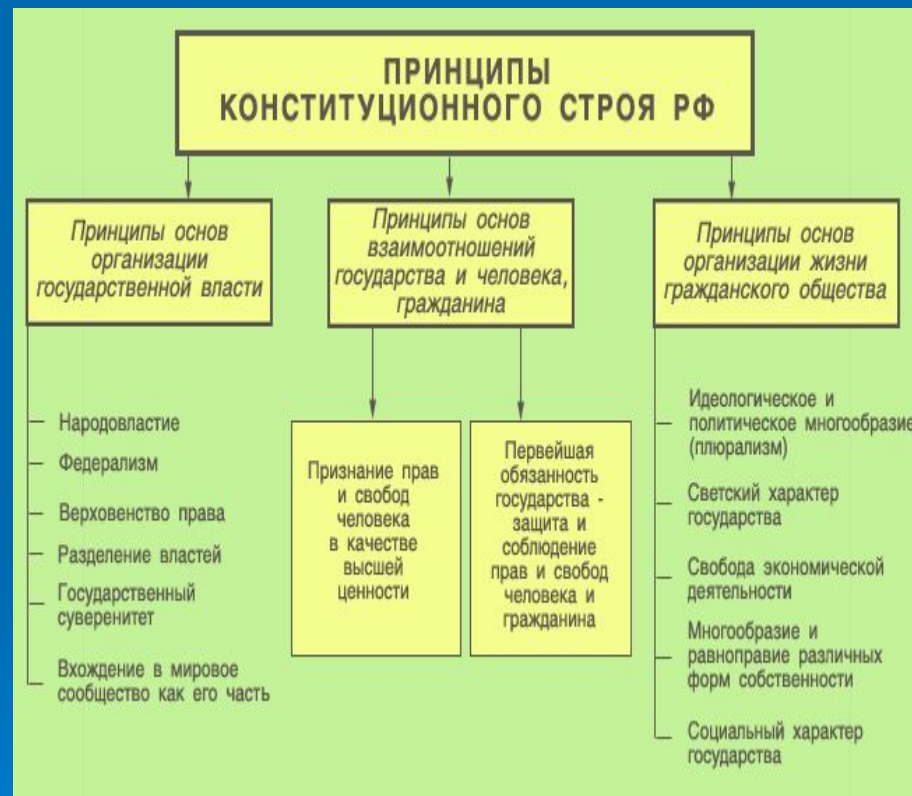 ПРИНЦИПЫ
КОНСТИТУЦИОННОГО СТРОЯ РФ
Принципы основ
организации
государственной власти
Народовластие
Федерализм
Верховенство права
Разделение властей
Государственный
суверенитет
Вхождение в мировое
сообщество как его часть
Принципы основ
взаимоотношений
государства и человека,
гражданина
Признание прав
и свобод
человека
в качестве
высшей
ценности
Первейшая
обязанность
государства -
защита и
соблюдение
прав и свобод
человека и
гражданина
Принципы основ
организации жизни
гражданского общества
Идеологическое и
политическое многообразие
(плюрализм)
Светский характер
государства
Свобода экономической
деятельности
Многообразие и
равноправие различных
форм собственности
Социальный характер
государства